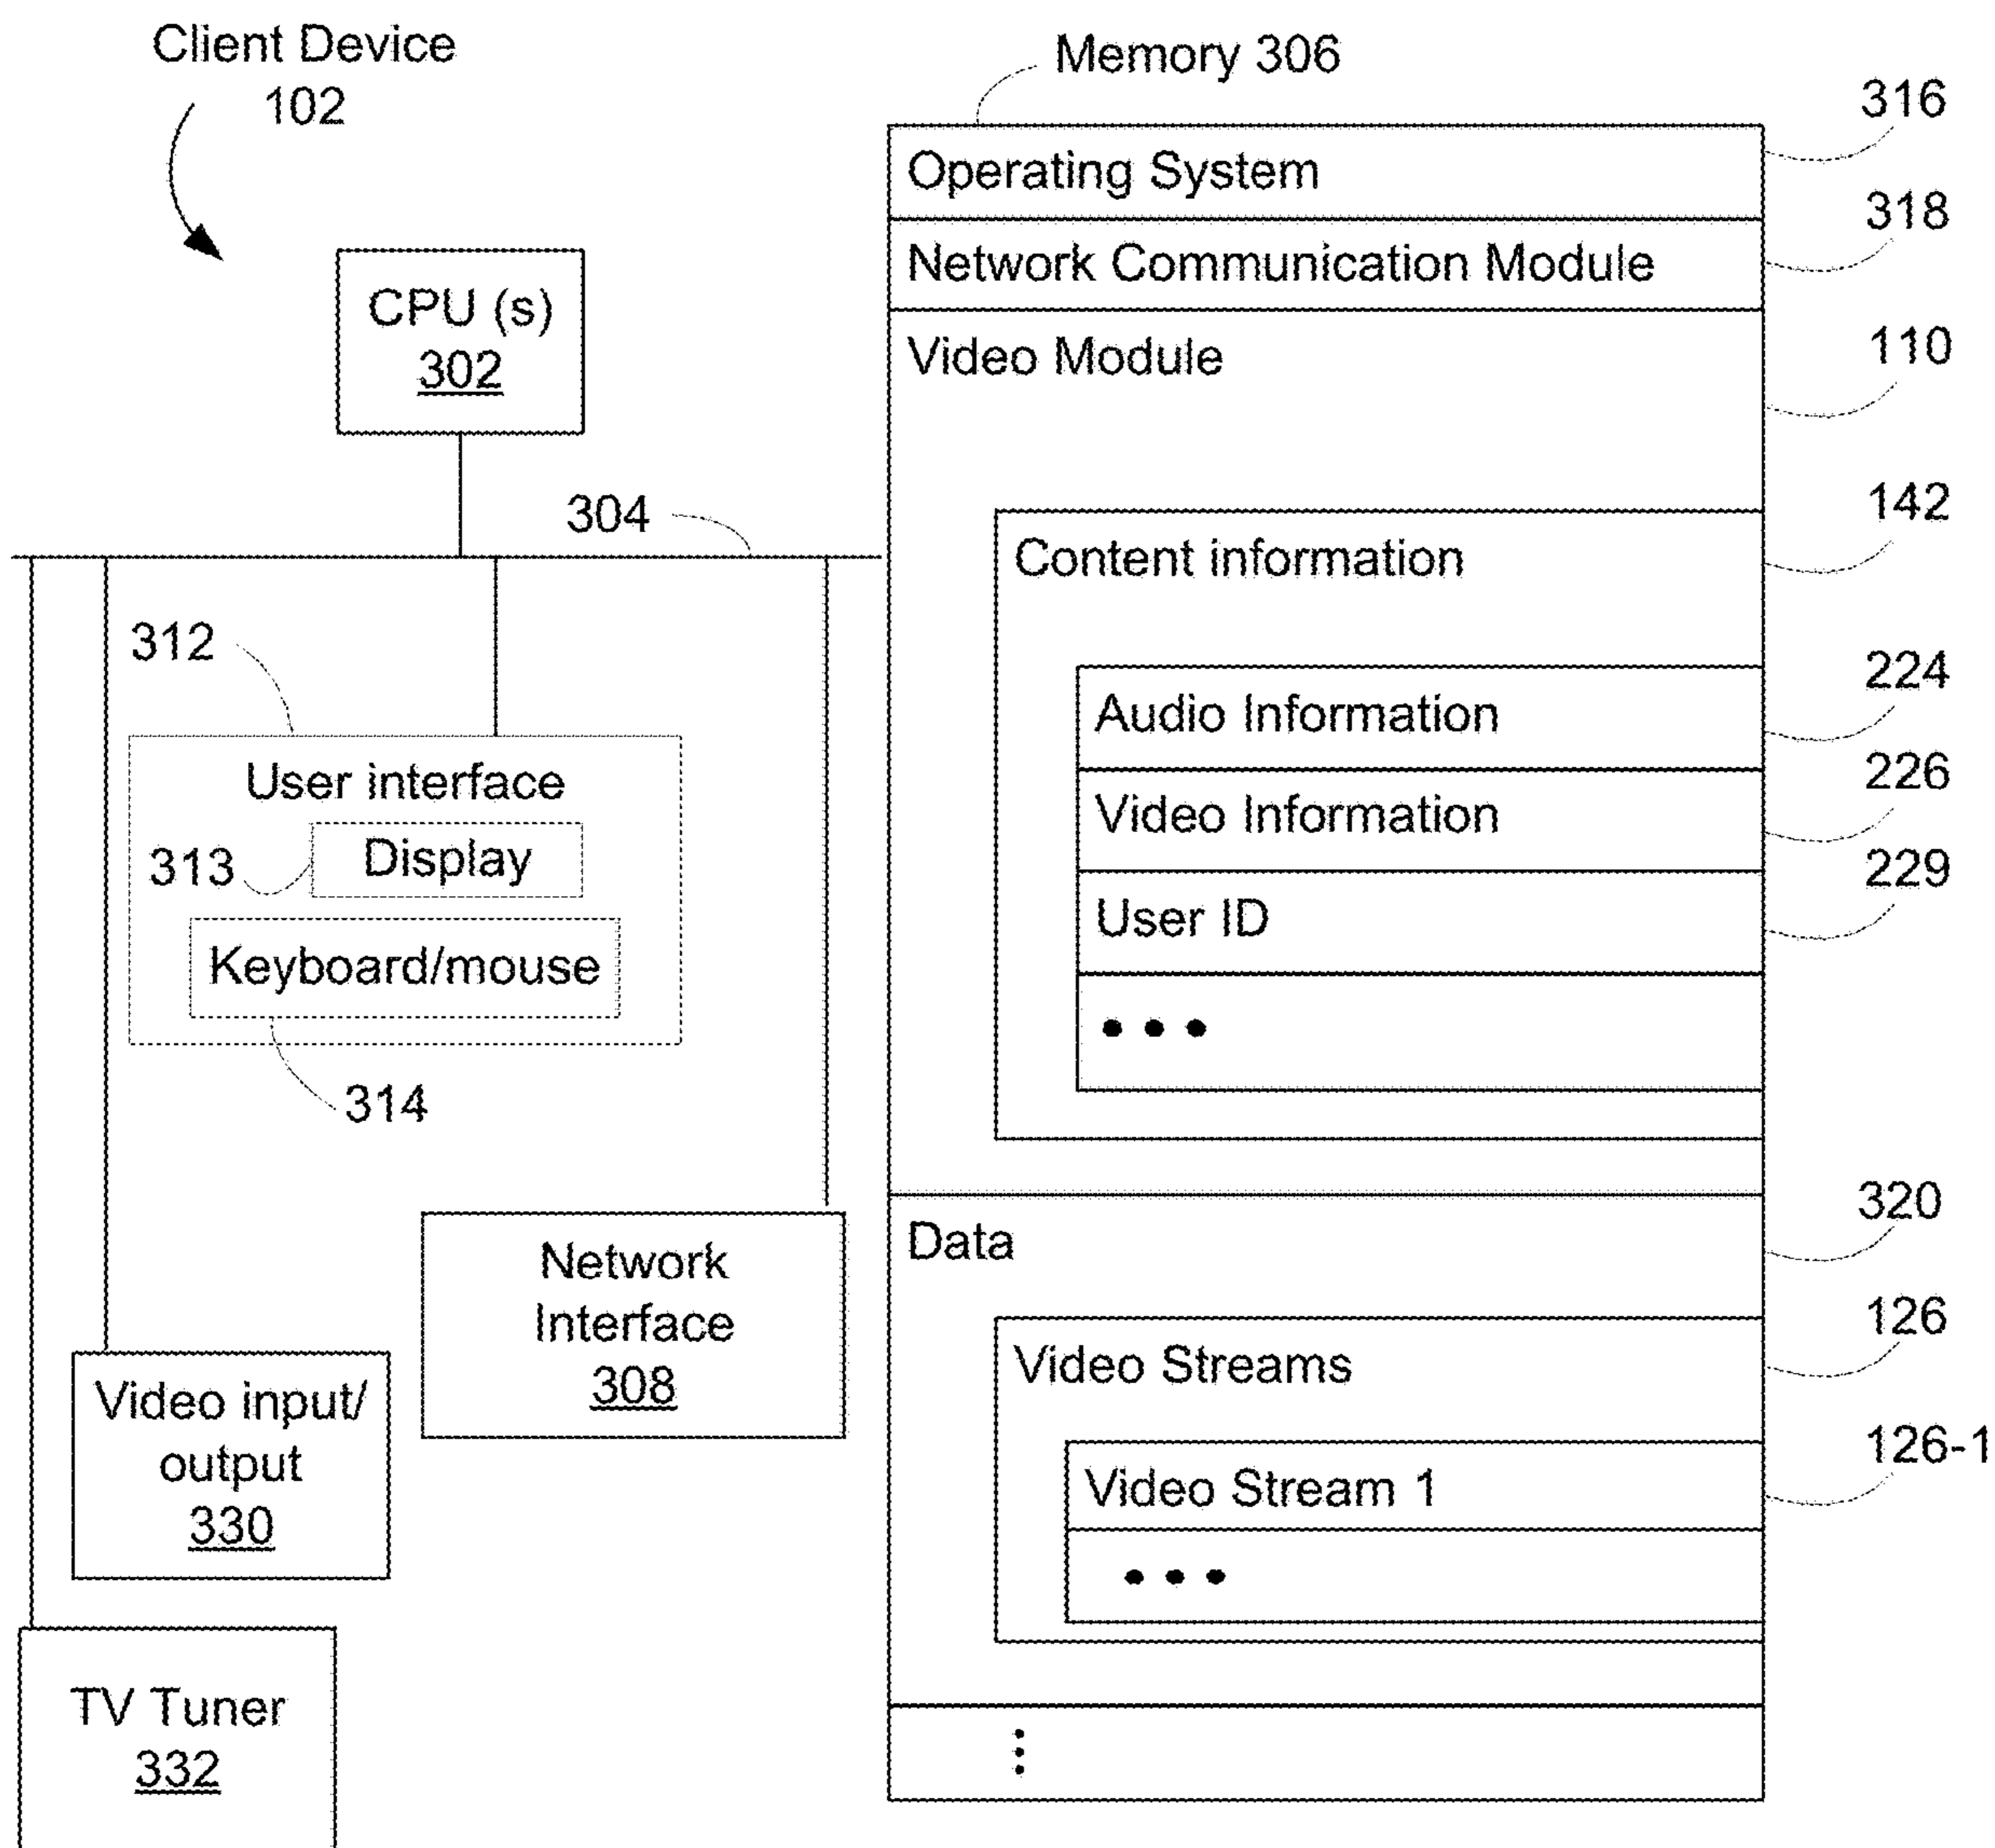 Client Device
102
Memory 306
316
Operating System
318
Network Communication Module
CPU (s)
302
110
Video Module
304
142
Content information
312
224
Audio Information
User interface
226
Video Information
313
Display
229
User ID
Keyboard/mouse
• • •
314
320
Data
Network
Interface
308
126
Video Streams
Video input/
output
330
126-1
Video Stream 1
• • •
TV Tuner
332
⋮